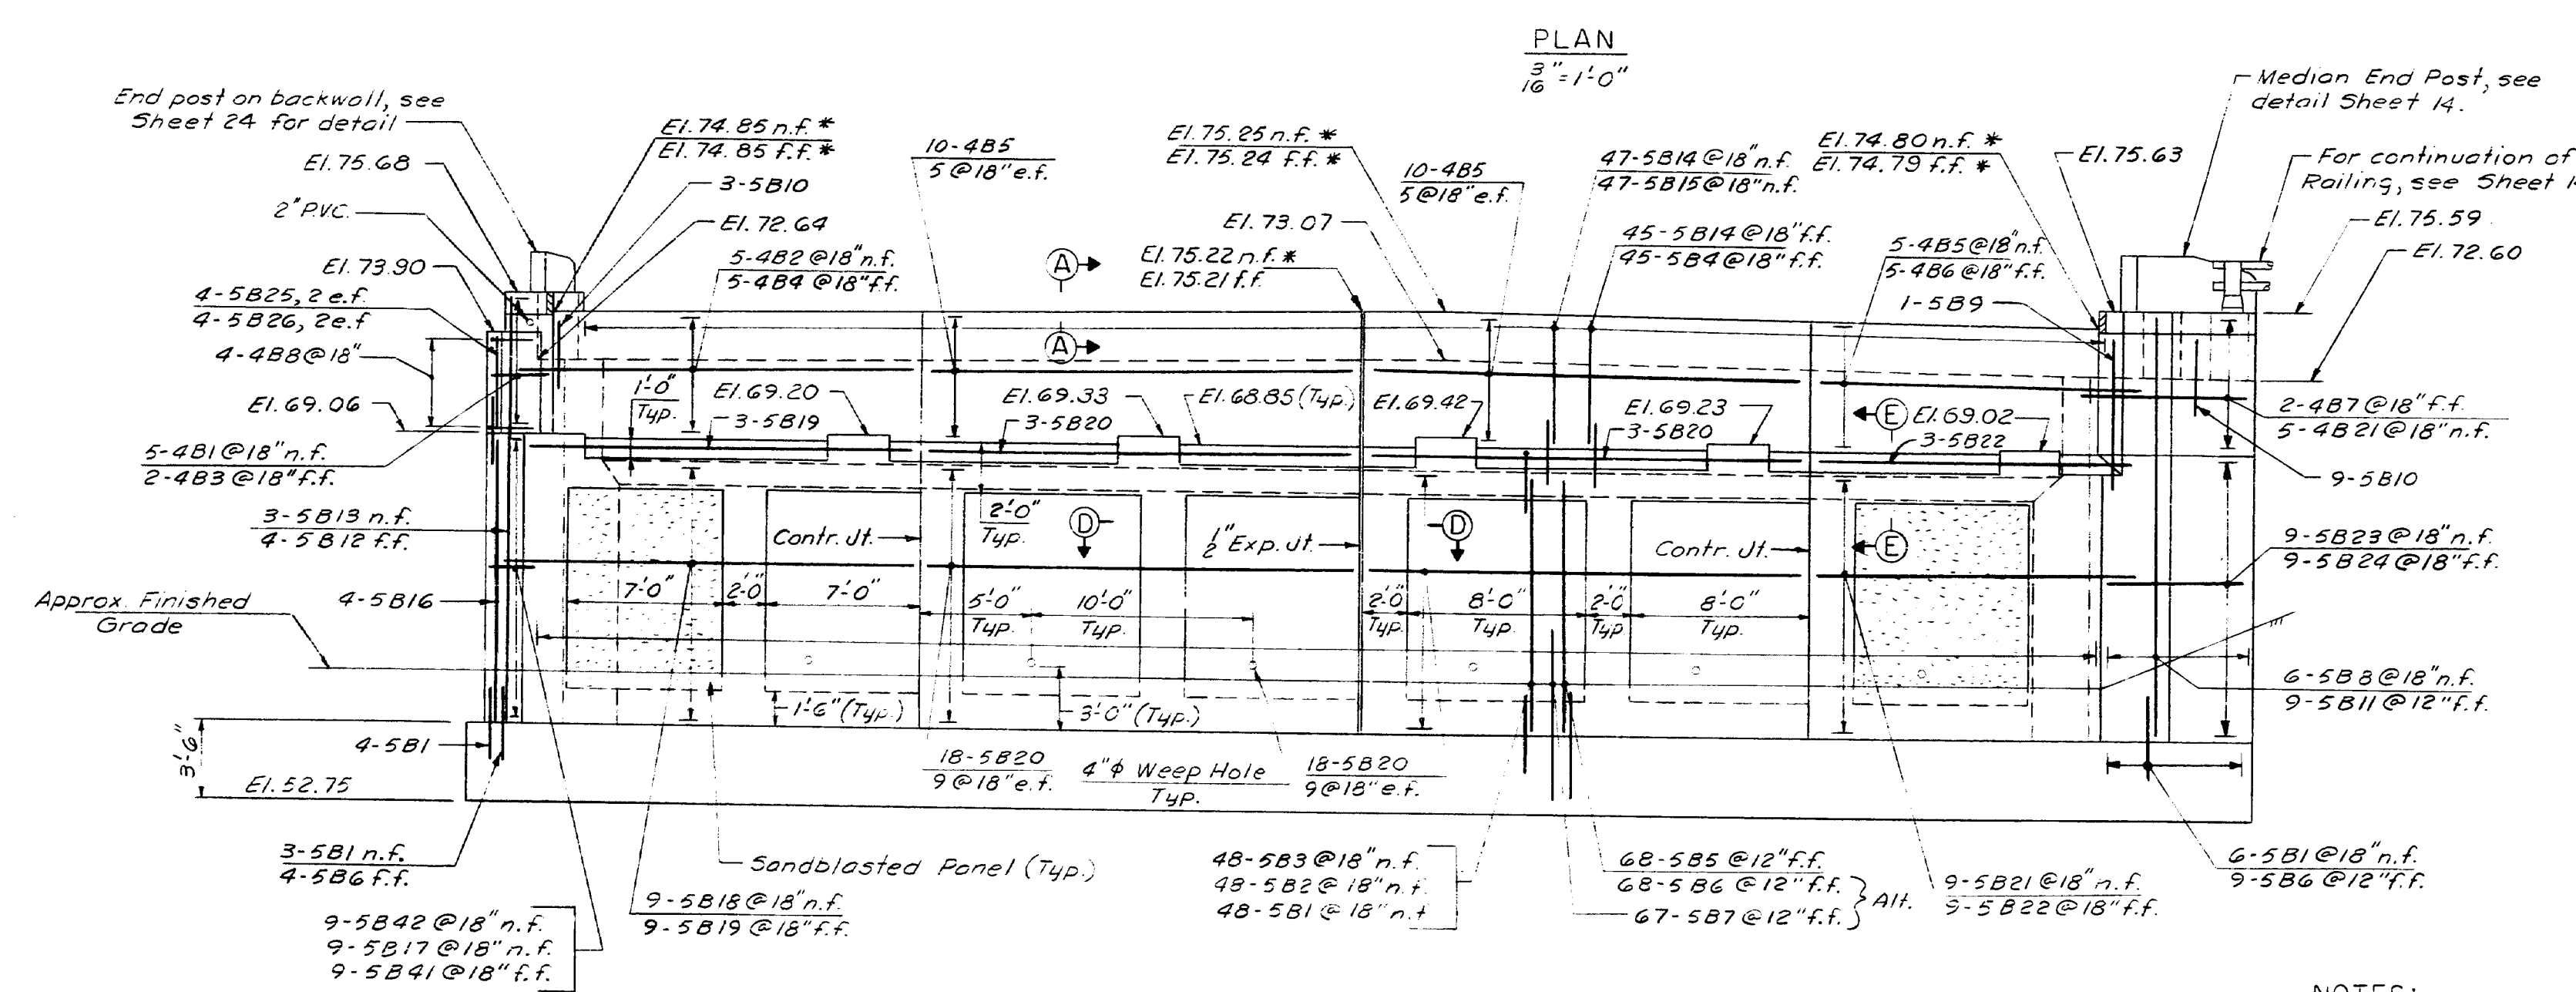 PLAN
3/16" = 1'-0"
End post on backwall, see
Sheet 24 for detail
El. 75.68
2" P.V.C.
El. 73.90
4-5B25, 2 e.f.
4-5B26, 2 e.f
4-4B8 @ 18"
El. 69.06
5-4B1 @ 18" n.f.
2-4B3 @ 18" f.f.
3-5B13 n.f.
4-5B12 f.f.
4-5B16
Approx. Finished
Grade
3'-6"
4-5B1
El. 52.75
3-5B1 n.f.
4-5B6 f.f.
9-5B42 @ 18" n.f.
9-5B17 @ 18" n.f.
9-5B41 @ 18" f.f.
El. 74.85 n.f. *
El. 74.85 f.f. *
3-5B10
El. 72.64
5-4B2 @ 18" n.f.
5-4B4 @ 18" f.f.
10-4B5
5 @ 18" e.f.
A
A
El. 75.25 n.f. *
El. 75.24 f.f. *
El. 73.07
El. 75.22 n.f. *
El. 75.21 f.f
10-4B5
5 @ 18" e.f.
47-5B14 @ 18" n.f.
47-5B15 @ 18" n.f.
45-5B14 @ 18" f.f.
45-5B4 @ 18" f.f.
El. 74.80 n.f. *
El. 74.79 f.f. *
5-4B5 @ 18" n.f.
5-4B6 @ 18" f.f.
1-5B9
El. 75.63
Median End Post, see
detail Sheet 14.
For continuation of
Railing, see Sheet
El. 75.59
El. 72.60
1'-0"
Typ.
El. 69.20
3-5B19
El. 69.33
3-5B20
El. 68.85 (Typ.)
El. 69.42
El. 69.23
3-5B20
E
El. 69.02
3-5B22
2-4B7 @ 18" f.f.
5-4B21 @ 18" n.f.
9-5B10
2'-0"
Typ.
D
D
Contr. Jt.
1/2" Exp. Jt.
Contr. Jt.
E
9-5B23 @ 18" n.f.
9-5B24 @ 18" f.f.
7'-0"
2'-0"
7'-0"
5'-0"
Typ.
10'-0"
Typ.
2'-0"
Typ.
8'-0"
Typ.
2'-0"
Typ.
8'-0"
Typ.
1'-6" (Typ.)
3'-0" (Typ.)
6-5B8 @ 18" n.f.
9-5B11 @ 12" f.f.
18-5B20
9 @ 18" e.f.
4" ϕ Weep Hole
Typ.
18-5B20
9 @ 18" e.f.
Sandblasted Panel (Typ.)
9-5B18 @ 18" n.f.
9-5B19 @ 18" f.f.
48-5B3 @ 18" n.f.
48-5B2 @ 18" n.f
48-5B1 @ 18" n.f
68-5B5 @ 12" f.f.
68-5B6 @ 12" f.f.
67-5B7 @ 12" f.f.
Alt.
9-5B21 @ 18" n.f.
9-5B22 @ 18" f.f.
6-5B1 @ 18" n.f.
9-5B6 @ 12" f.f.
NOTES: